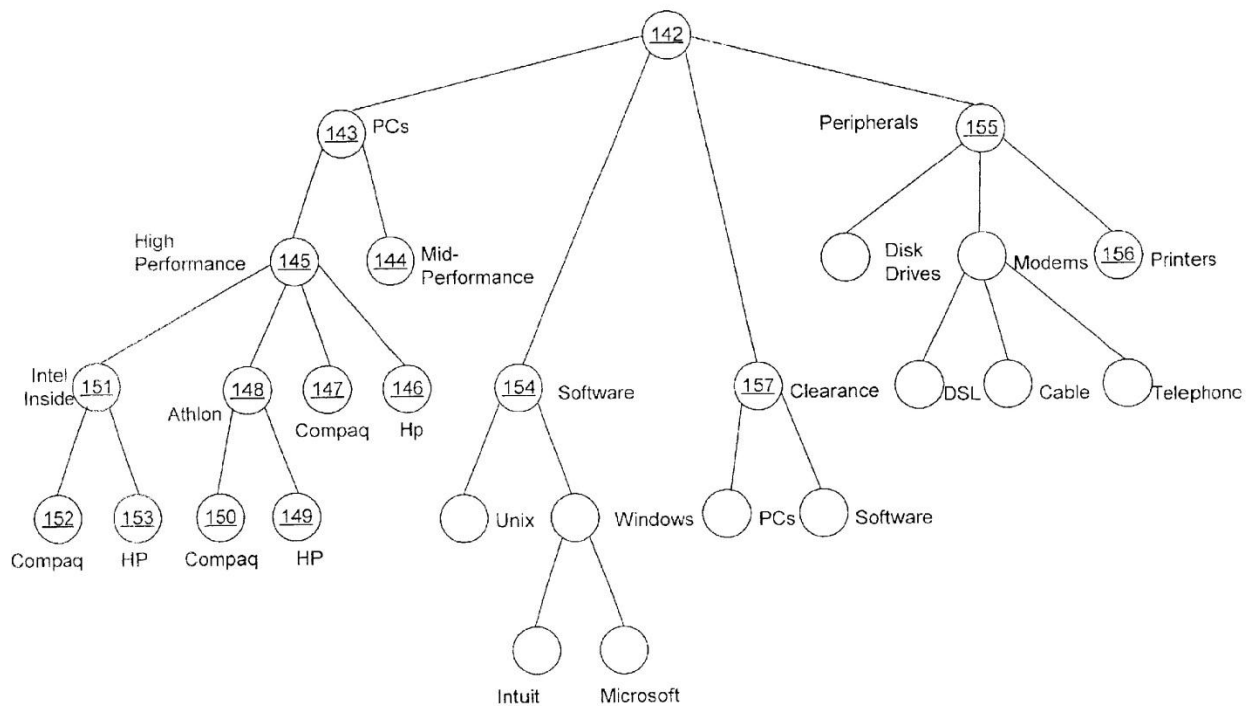 142
143
PCs
Peripherals
155
High
Performance
145
144
Mid-
Performance
Disk
Drives
Modems
156
Printers
Intel
Inside
151
148
Athlon
147
Compaq
146
Hp
154
Software
157
Clearance
DSL
Cable
Telephone
152
Compaq
153
HP
150
Compaq
149
HP
Unix
Windows
PCs
Software
Intuit
Microsoft